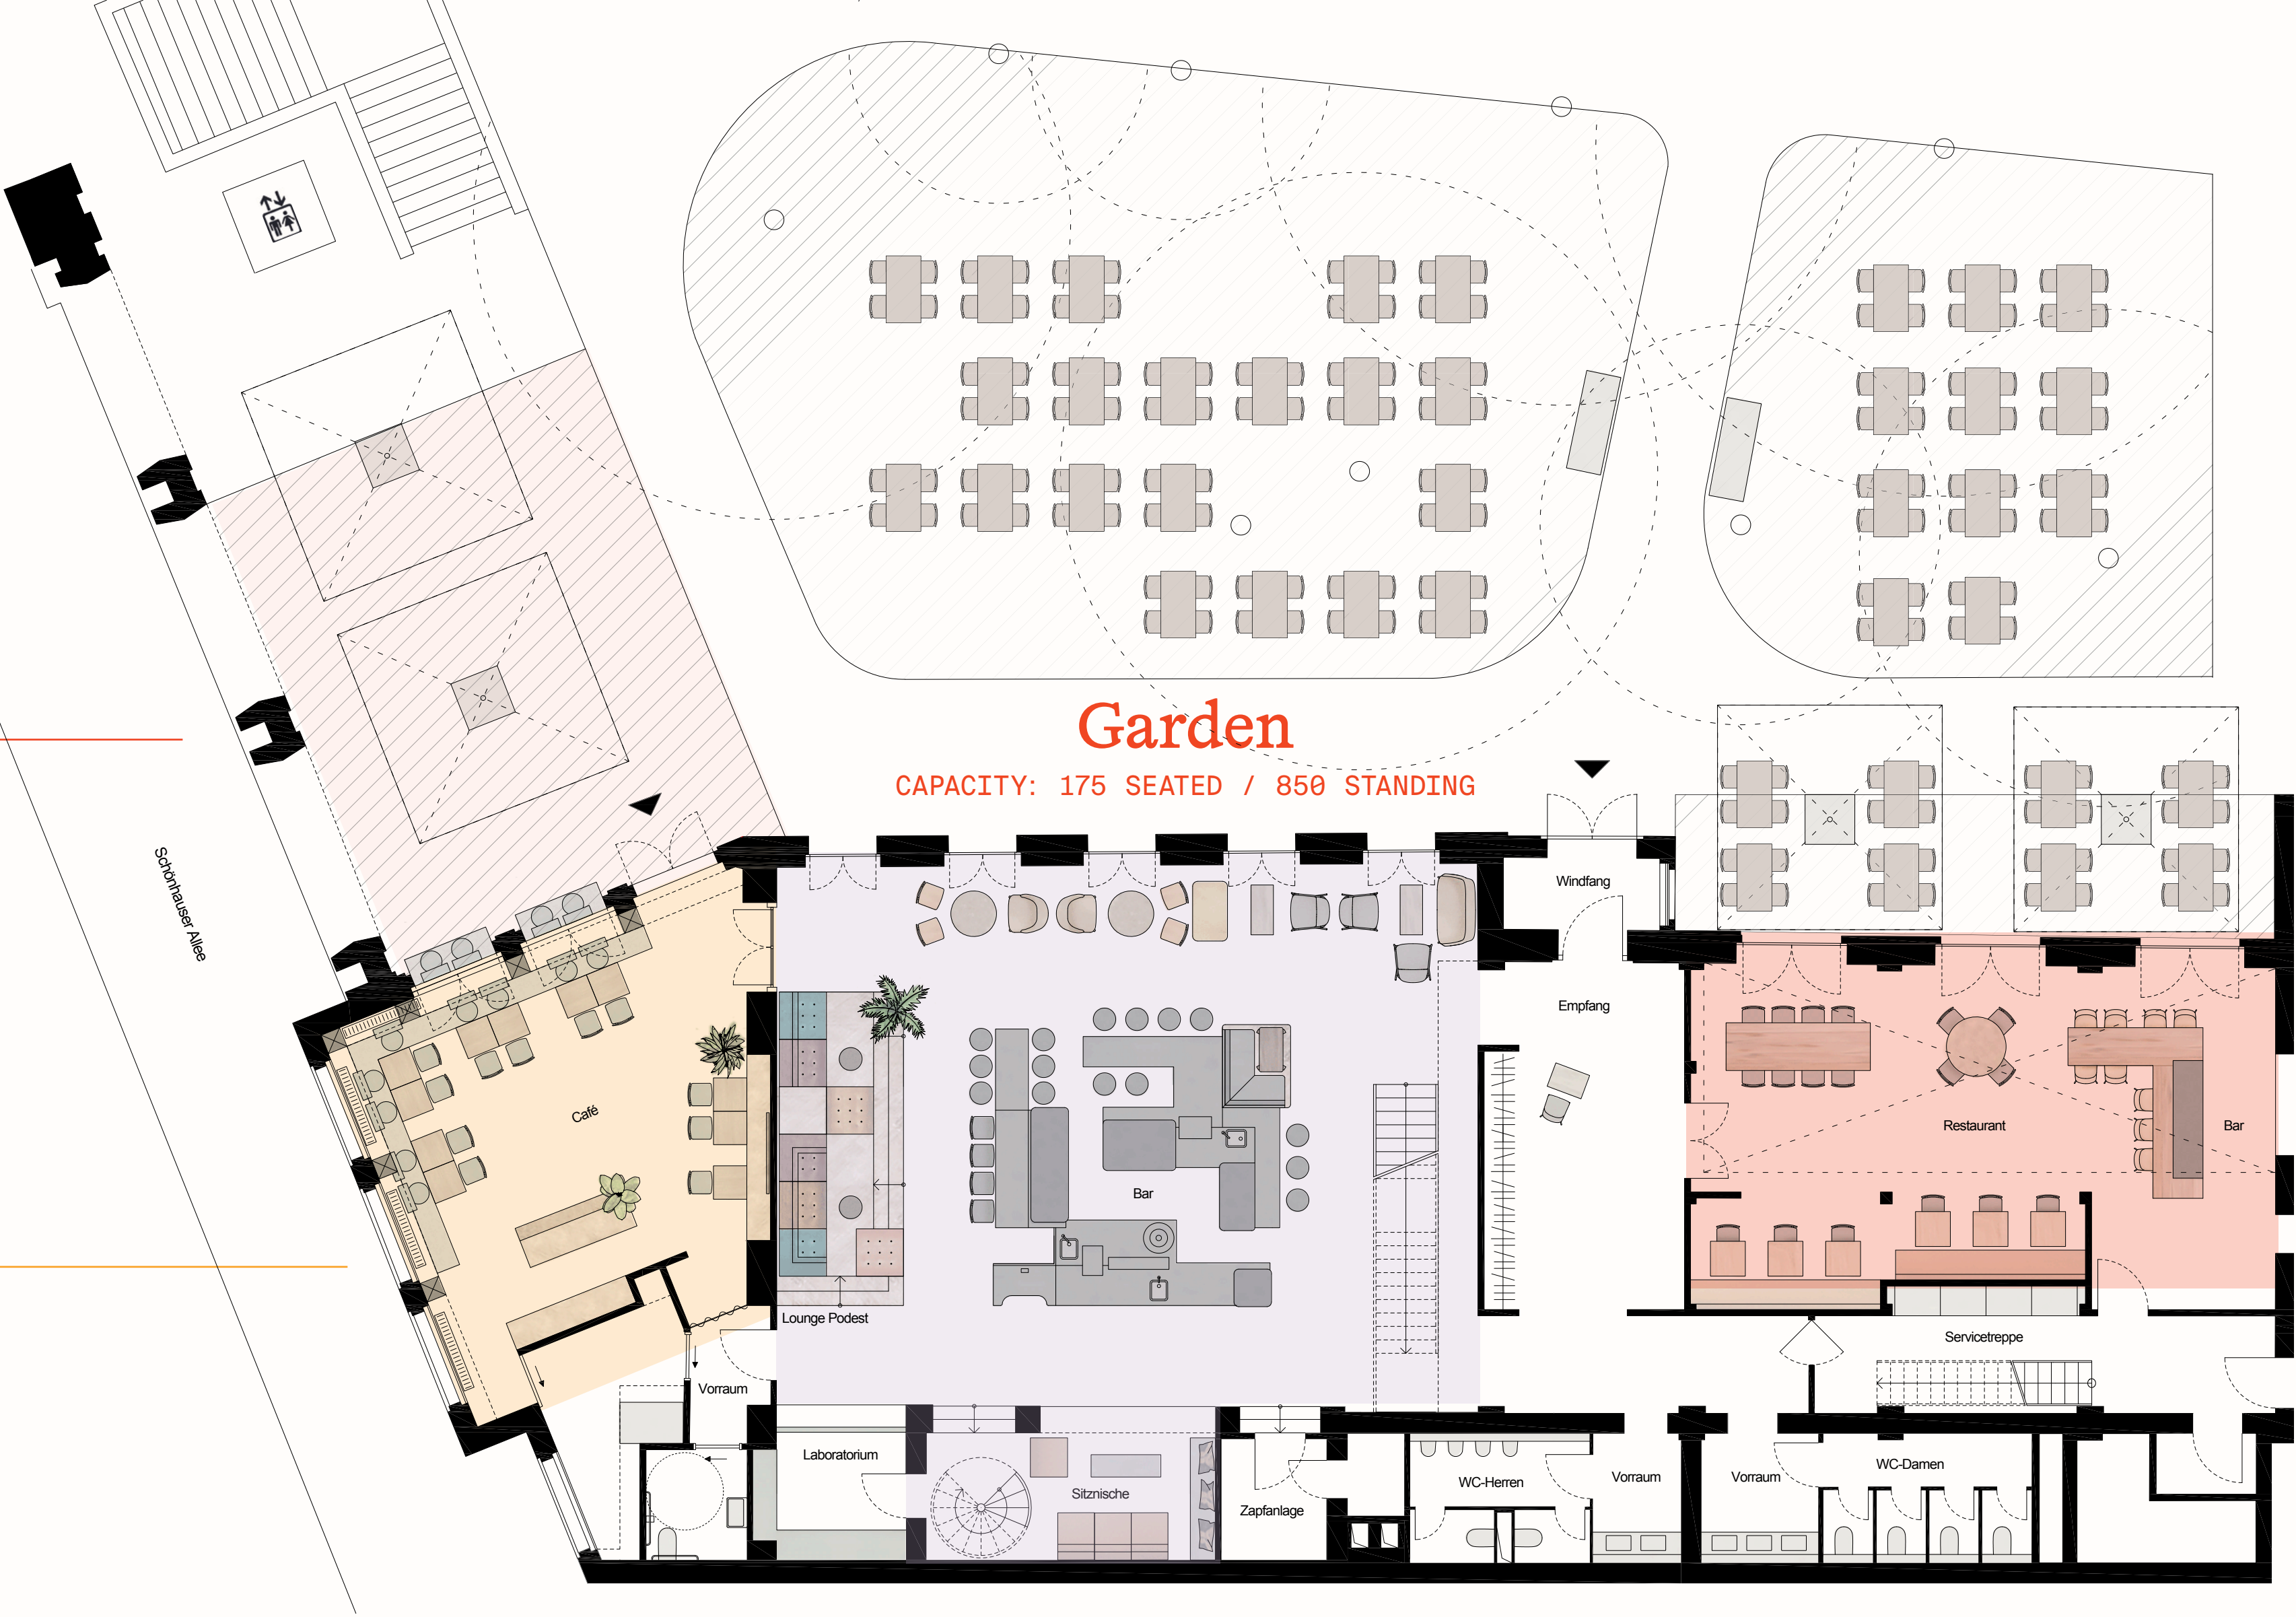 Garden
CAPACITY: 175 SEATED / 850 STANDING
Schönhauser Allee
Windfang
Empfang
Café
Restaurant
Bar
Bar
Lounge Podest
Servicetreppe
Vorraum
Laboratorium
Sitznische
Zapfanlage
WC-Herren
Vorraum
Vorraum
WC-Damen